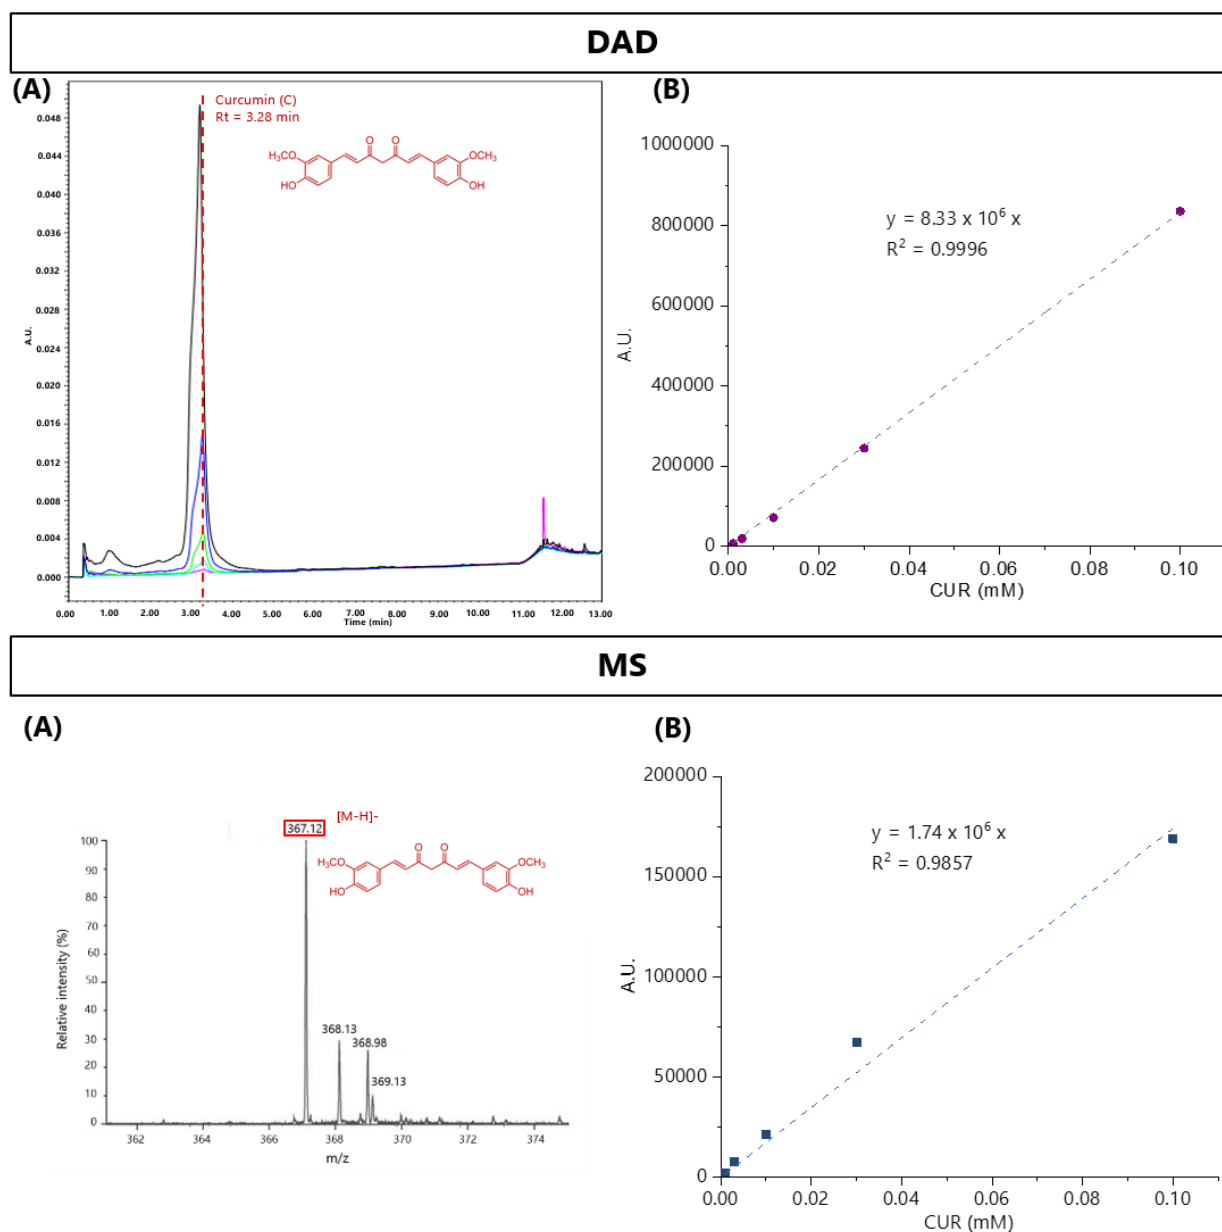 DAD
(A)
Curcumin (C)
Rt = 3.28 min
O O
H₃CO OCH₃
HO OH
0.048
0.044
0.040
0.036
0.032
0.028
0.024
0.020
0.016
0.012
0.008
0.004
0.000
A.U.
0.00 1.00 2.00 3.00 4.00 5.00 6.00 7.00 8.00 9.00 10.00 11.00 12.00 13.00
Time (min)
(B)
1000000
800000
600000
400000
200000
0
A.U.
y = 8.33 x 10⁶ x
R² = 0.9996
0.00 0.02 0.04 0.06 0.08 0.10
CUR (mM)
MS
(A)
[M-H]-
367.12
O O
H₃CO OCH₃
HO OH
368.13
368.98
369.13
100
90
80
70
60
50
40
30
20
10
0
Relative intensity (%)
362 364 366 368 370 372 374
m/z
(B)
200000
150000
100000
50000
0
A.U.
y = 1.74 x 10⁶ x
R² = 0.9857
0.00 0.02 0.04 0.06 0.08 0.10
CUR (mM)